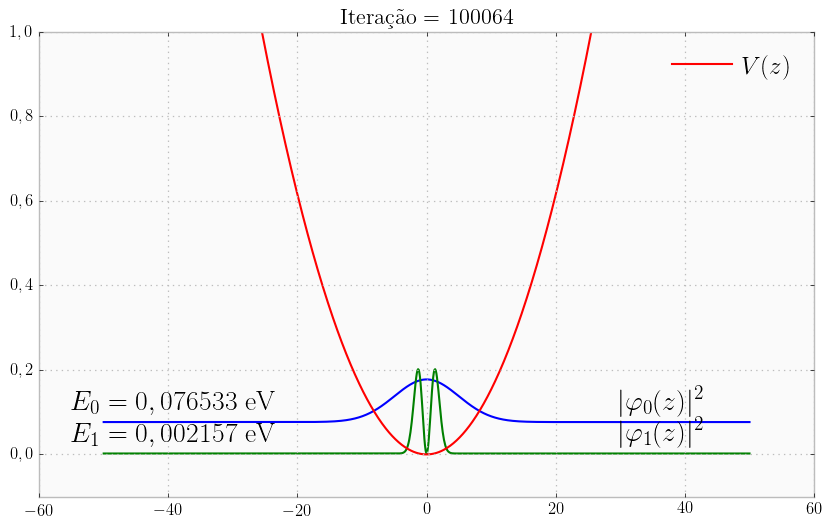 Iteração = 100064
1,0
V(z)
0,8
0,6
0,4
0,2
E₀ = 0,076533 eV |φ₀(z)|²
E₁ = 0,002157 eV |φ₁(z)|²
0,0
−60 −40 −20 0 20 40 60